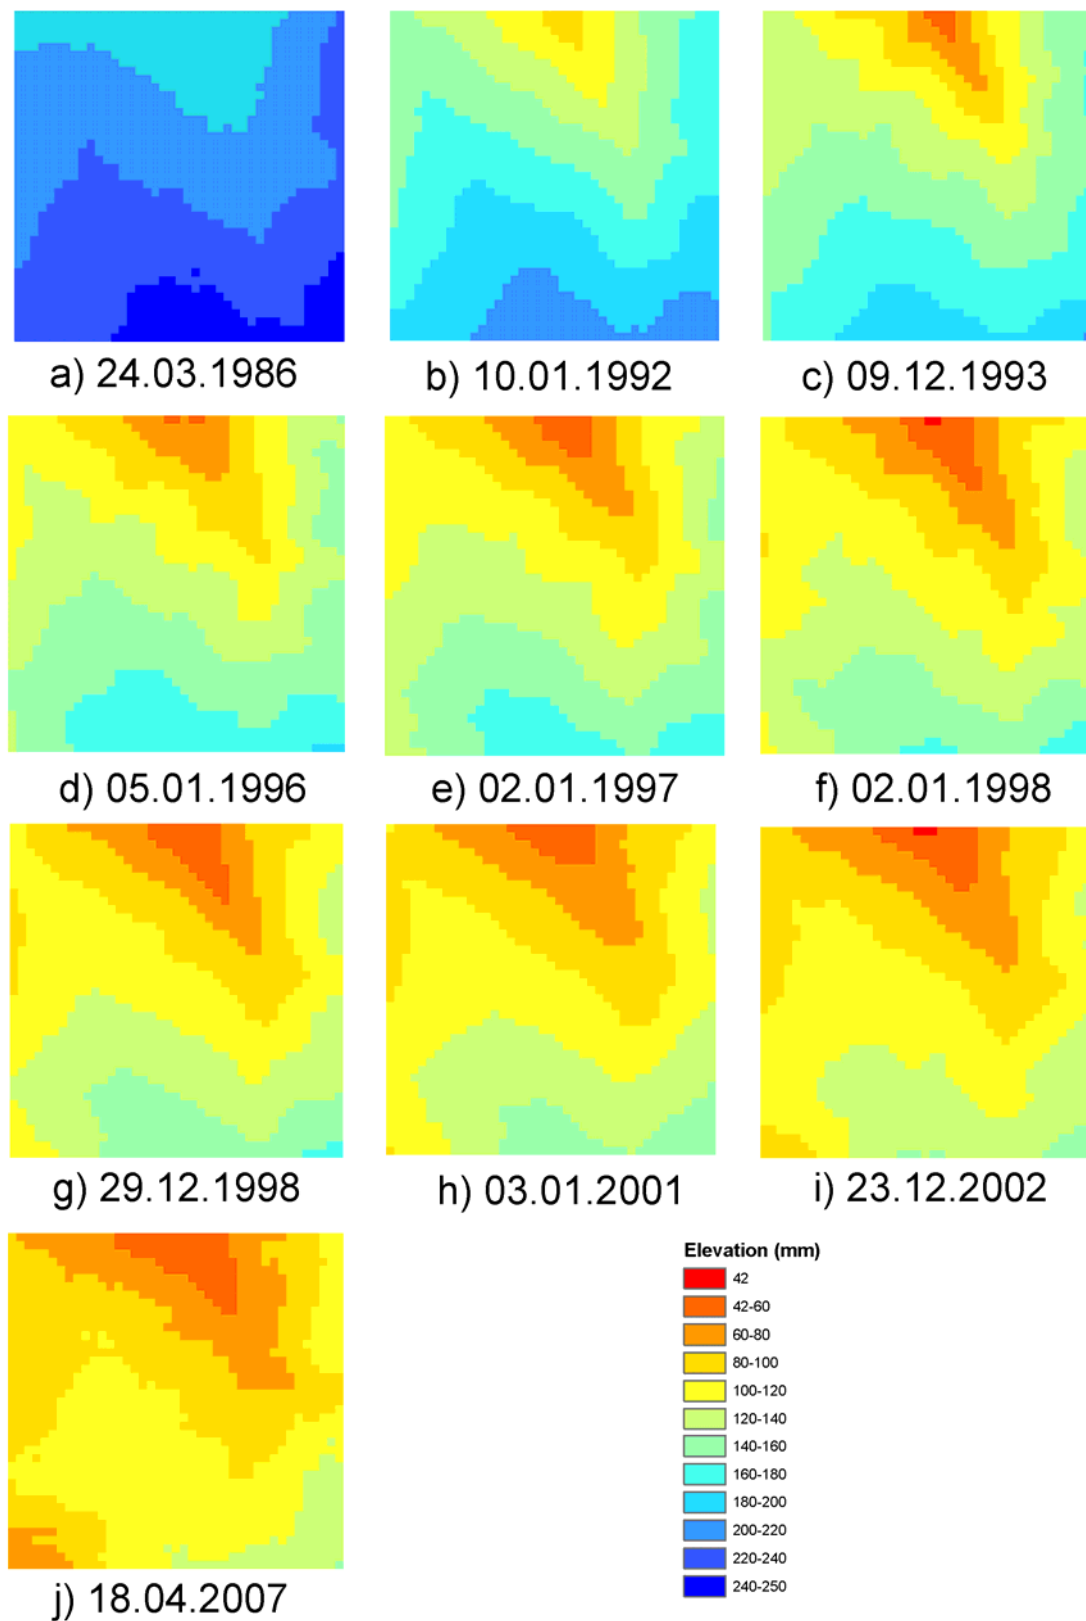 a) 24.03.1986
b) 10.01.1992
c) 09.12.1993
d) 05.01.1996
e) 02.01.1997
f) 02.01.1998
g) 29.12.1998
h) 03.01.2001
i) 23.12.2002
j) 18.04.2007
Elevation (mm)
42
42-60
60-80
80-100
100-120
120-140
140-160
160-180
180-200
200-220
220-240
240-250